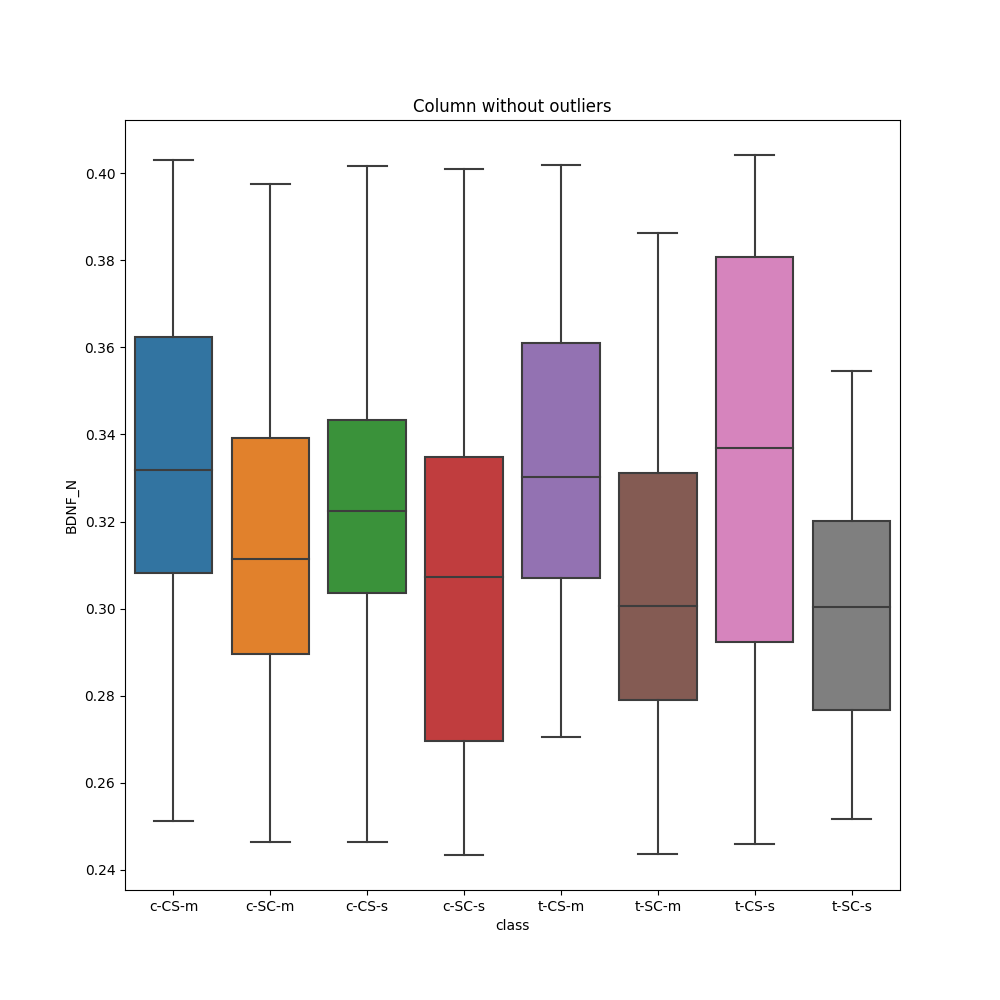 Column without outliers
0.40
0.38
0.36
0.34
0.32
0.30
0.28
0.26
0.24
BDNF_N
c-CS-m c-SC-m c-CS-s c-SC-s t-CS-m t-SC-m t-CS-s t-SC-s
class